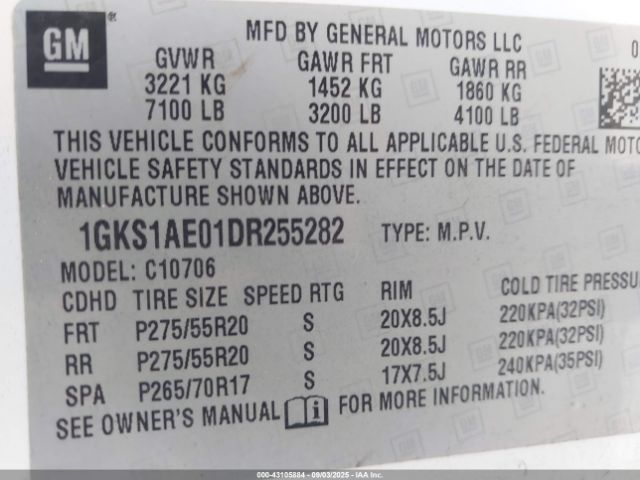 GM ®
MFD BY GENERAL MOTORS LLC
GVWR GAWR FRT GAWR RR
3221 KG 1452 KG 1860 KG
7100 LB 3200 LB 4100 LB
THIS VEHICLE CONFORMS TO ALL APPLICABLE U.S. FEDERAL MOTO
VEHICLE SAFETY STANDARDS IN EFFECT ON THE DATE OF
MANUFACTURE SHOWN ABOVE.
1GKS1AE01DR255282 TYPE: M.P.V.
MODEL: C10706
CDHD TIRE SIZE SPEED RTG RIM COLD TIRE PRESSU
FRT P275/55R20 S 20X8.5J 220KPA(32PSI)
RR P275/55R20 S 20X8.5J 220KPA(32PSI)
SPA P265/70R17 S 17X7.5J 240KPA(35PSI)
SEE OWNER'S MANUAL i FOR MORE INFORMATION.
000-43105884 | 09/03/2025 | IAAI.com